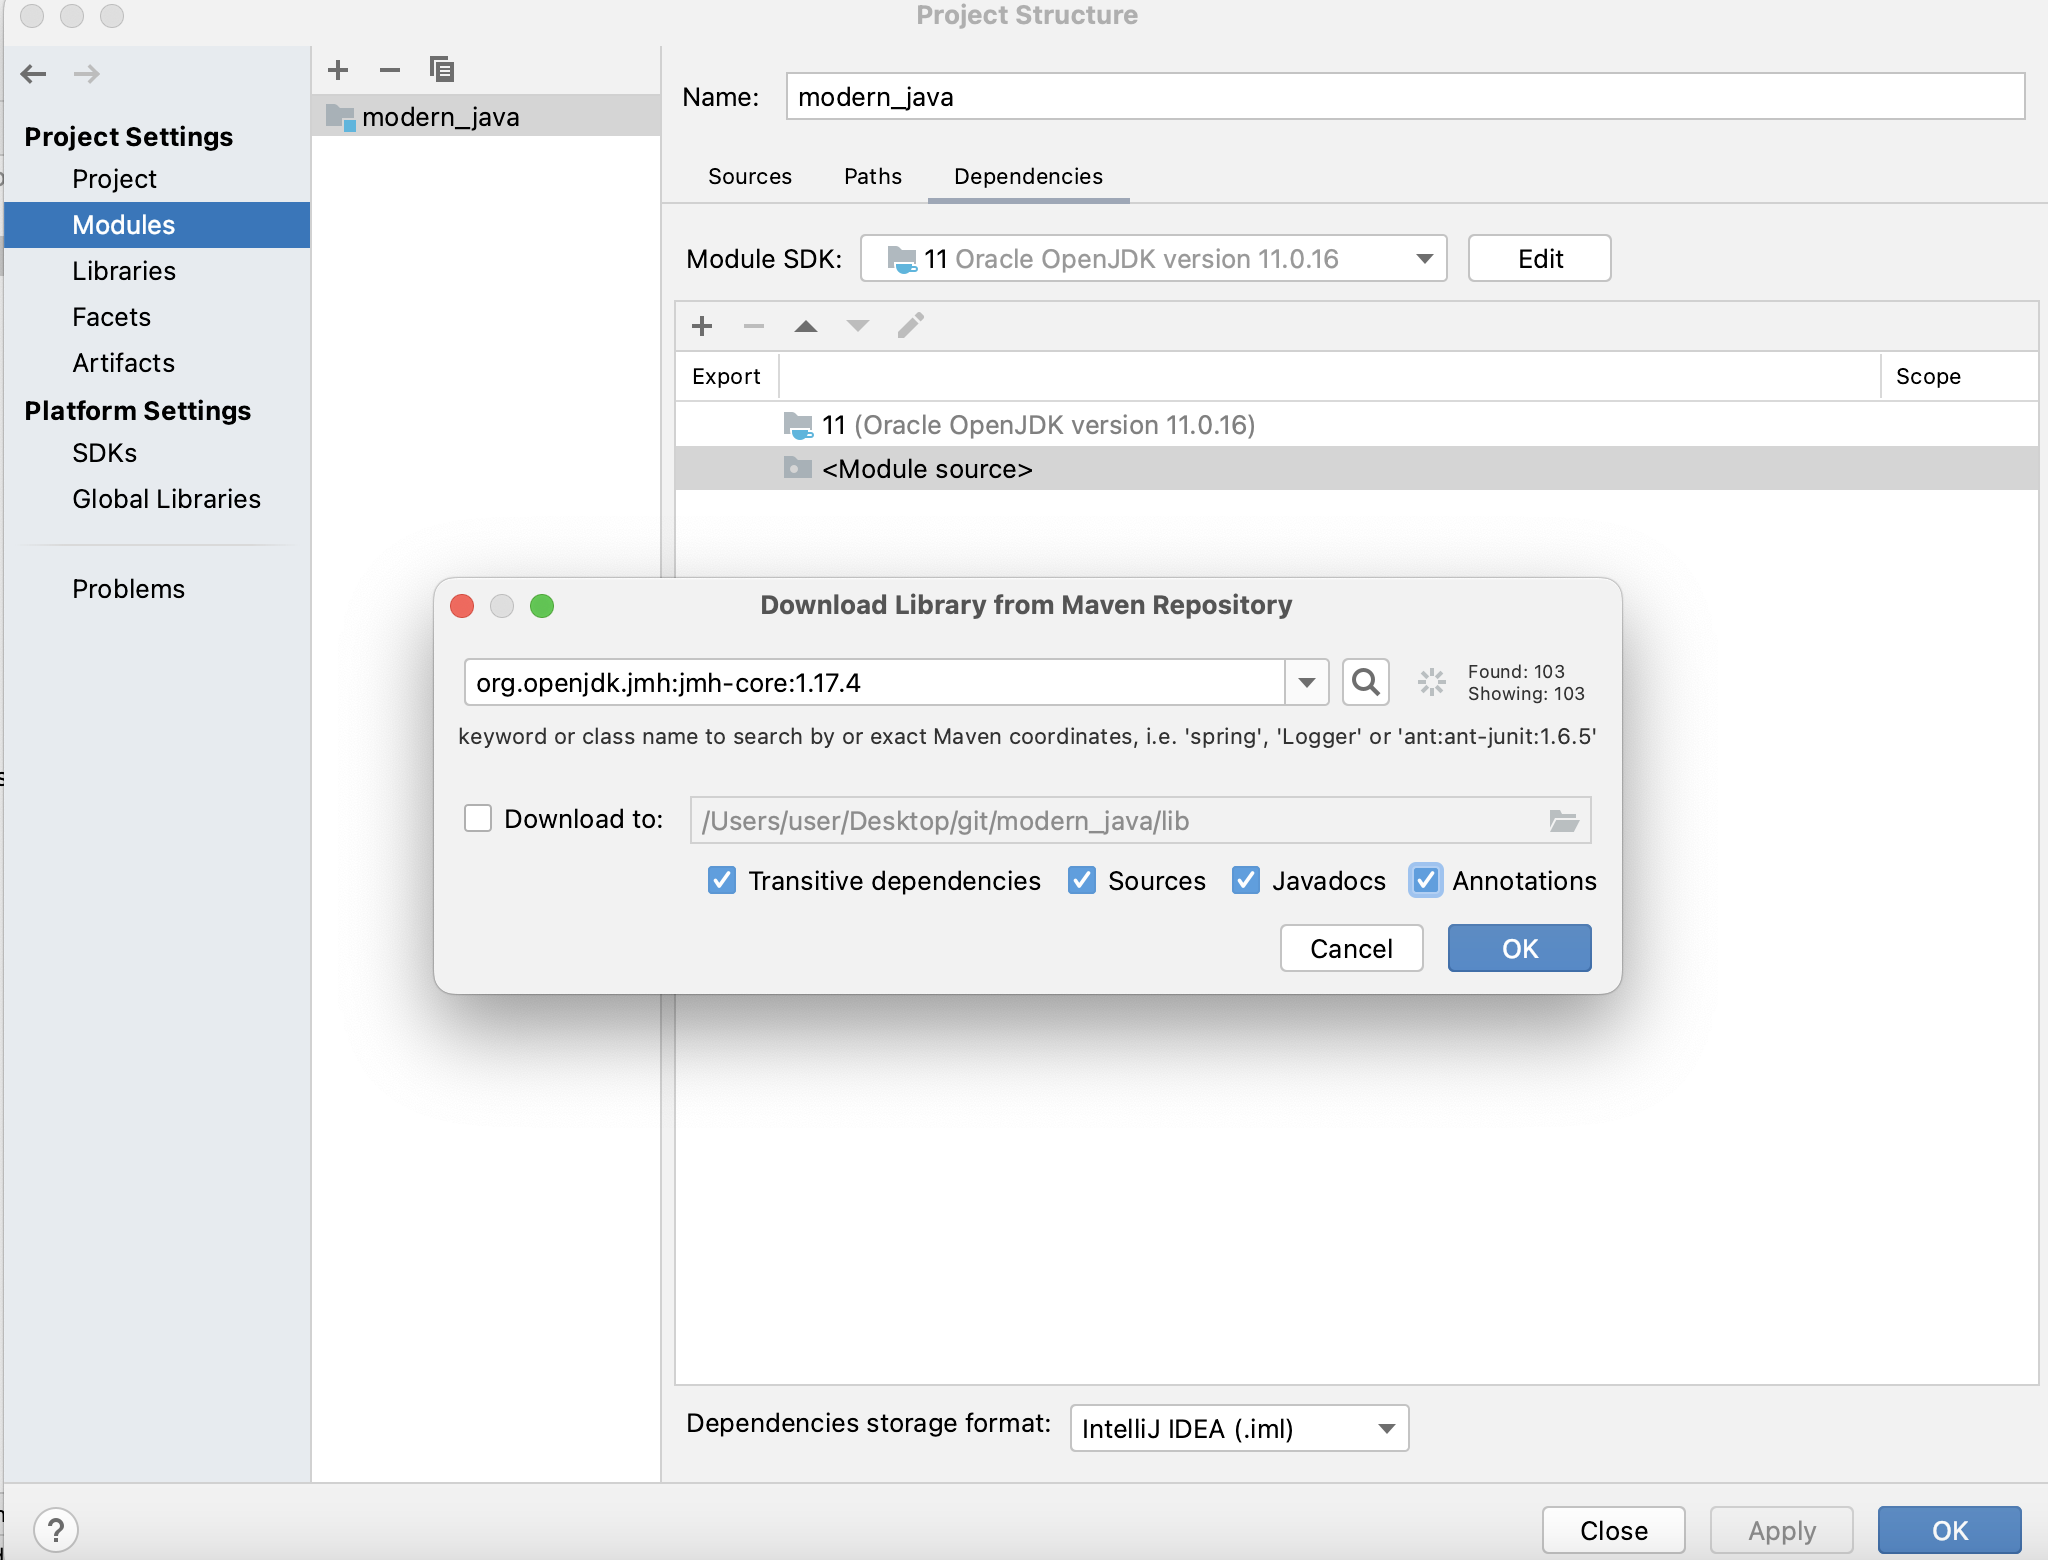 Project Structure
Project Settings
Project
Modules
Libraries
Facets
Artifacts
Platform Settings
SDKs
Global Libraries
Problems
modern_java
Name: modern_java
Sources Paths Dependencies
Module SDK: 11 Oracle OpenJDK version 11.0.16 Edit
Export Scope
11 (Oracle OpenJDK version 11.0.16)
<Module source>
Download Library from Maven Repository
org.openjdk.jmh:jmh-core:1.17.4
Found: 103
Showing: 103
keyword or class name to search by or exact Maven coordinates, i.e. 'spring', 'Logger' or 'ant:ant-junit:1.6.5'
Download to: /Users/user/Desktop/git/modern_java/lib
Transitive dependencies Sources Javadocs Annotations
Cancel OK
Dependencies storage format: IntelliJ IDEA (.iml)
? Close Apply OK